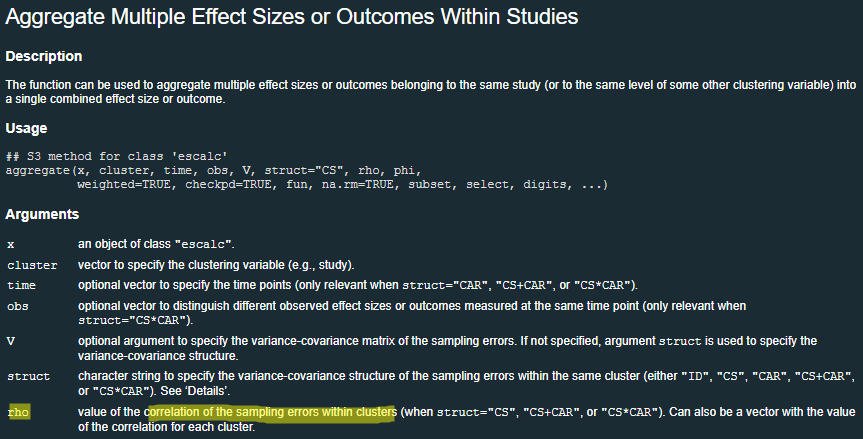 Aggregate Multiple Effect Sizes or Outcomes Within Studies
Description
The function can be used to aggregate multiple effect sizes or outcomes belonging to the same study (or to the same level of some other clustering variable) into
a single combined effect size or outcome.
Usage
## S3 method for class 'escalc'
aggregate(x, cluster, time, obs, V, struct="CS", rho, phi,
weighted=TRUE, checkpd=TRUE, fun, na.rm=TRUE, subset, select, digits, ...)
Arguments
x an object of class "escalc".
cluster vector to specify the clustering variable (e.g., study).
time optional vector to specify the time points (only relevant when struct="CAR", "CS+CAR", or "CS*CAR").
obs optional vector to distinguish different observed effect sizes or outcomes measured at the same time point (only relevant when
struct="CS*CAR").
V optional argument to specify the variance-covariance matrix of the sampling errors. If not specified, argument struct is used to specify the
variance-covariance structure.
struct character string to specify the variance-covariance structure of the sampling errors within the same cluster (either "ID", "CS", "CAR", "CS+CAR",
or "CS*CAR"). See ‘Details’.
rho value of the correlation of the sampling errors within clusters (when struct="CS", "CS+CAR", or "CS*CAR"). Can also be a vector with the value
of the correlation for each cluster.